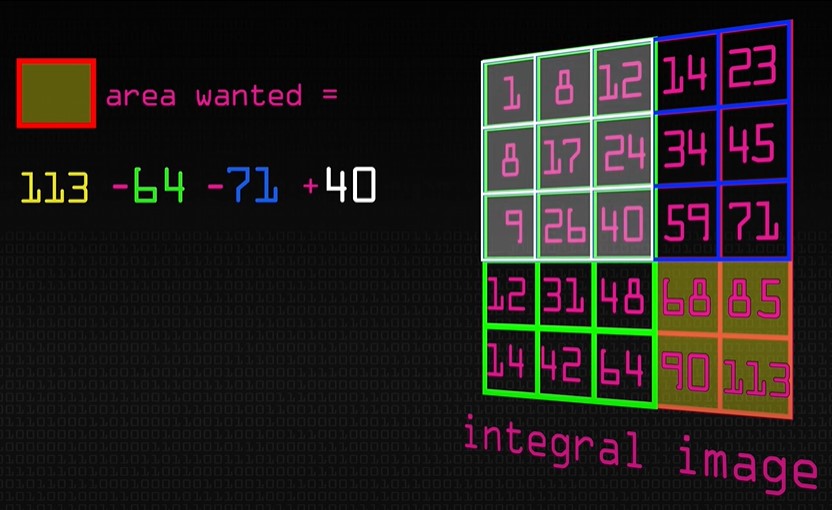 area wanted =
113 -64 -71 +40
1 8 12 14 23
8 17 24 34 45
9 26 40 59 71
12 31 48 68 85
14 42 64 90 113
integral image